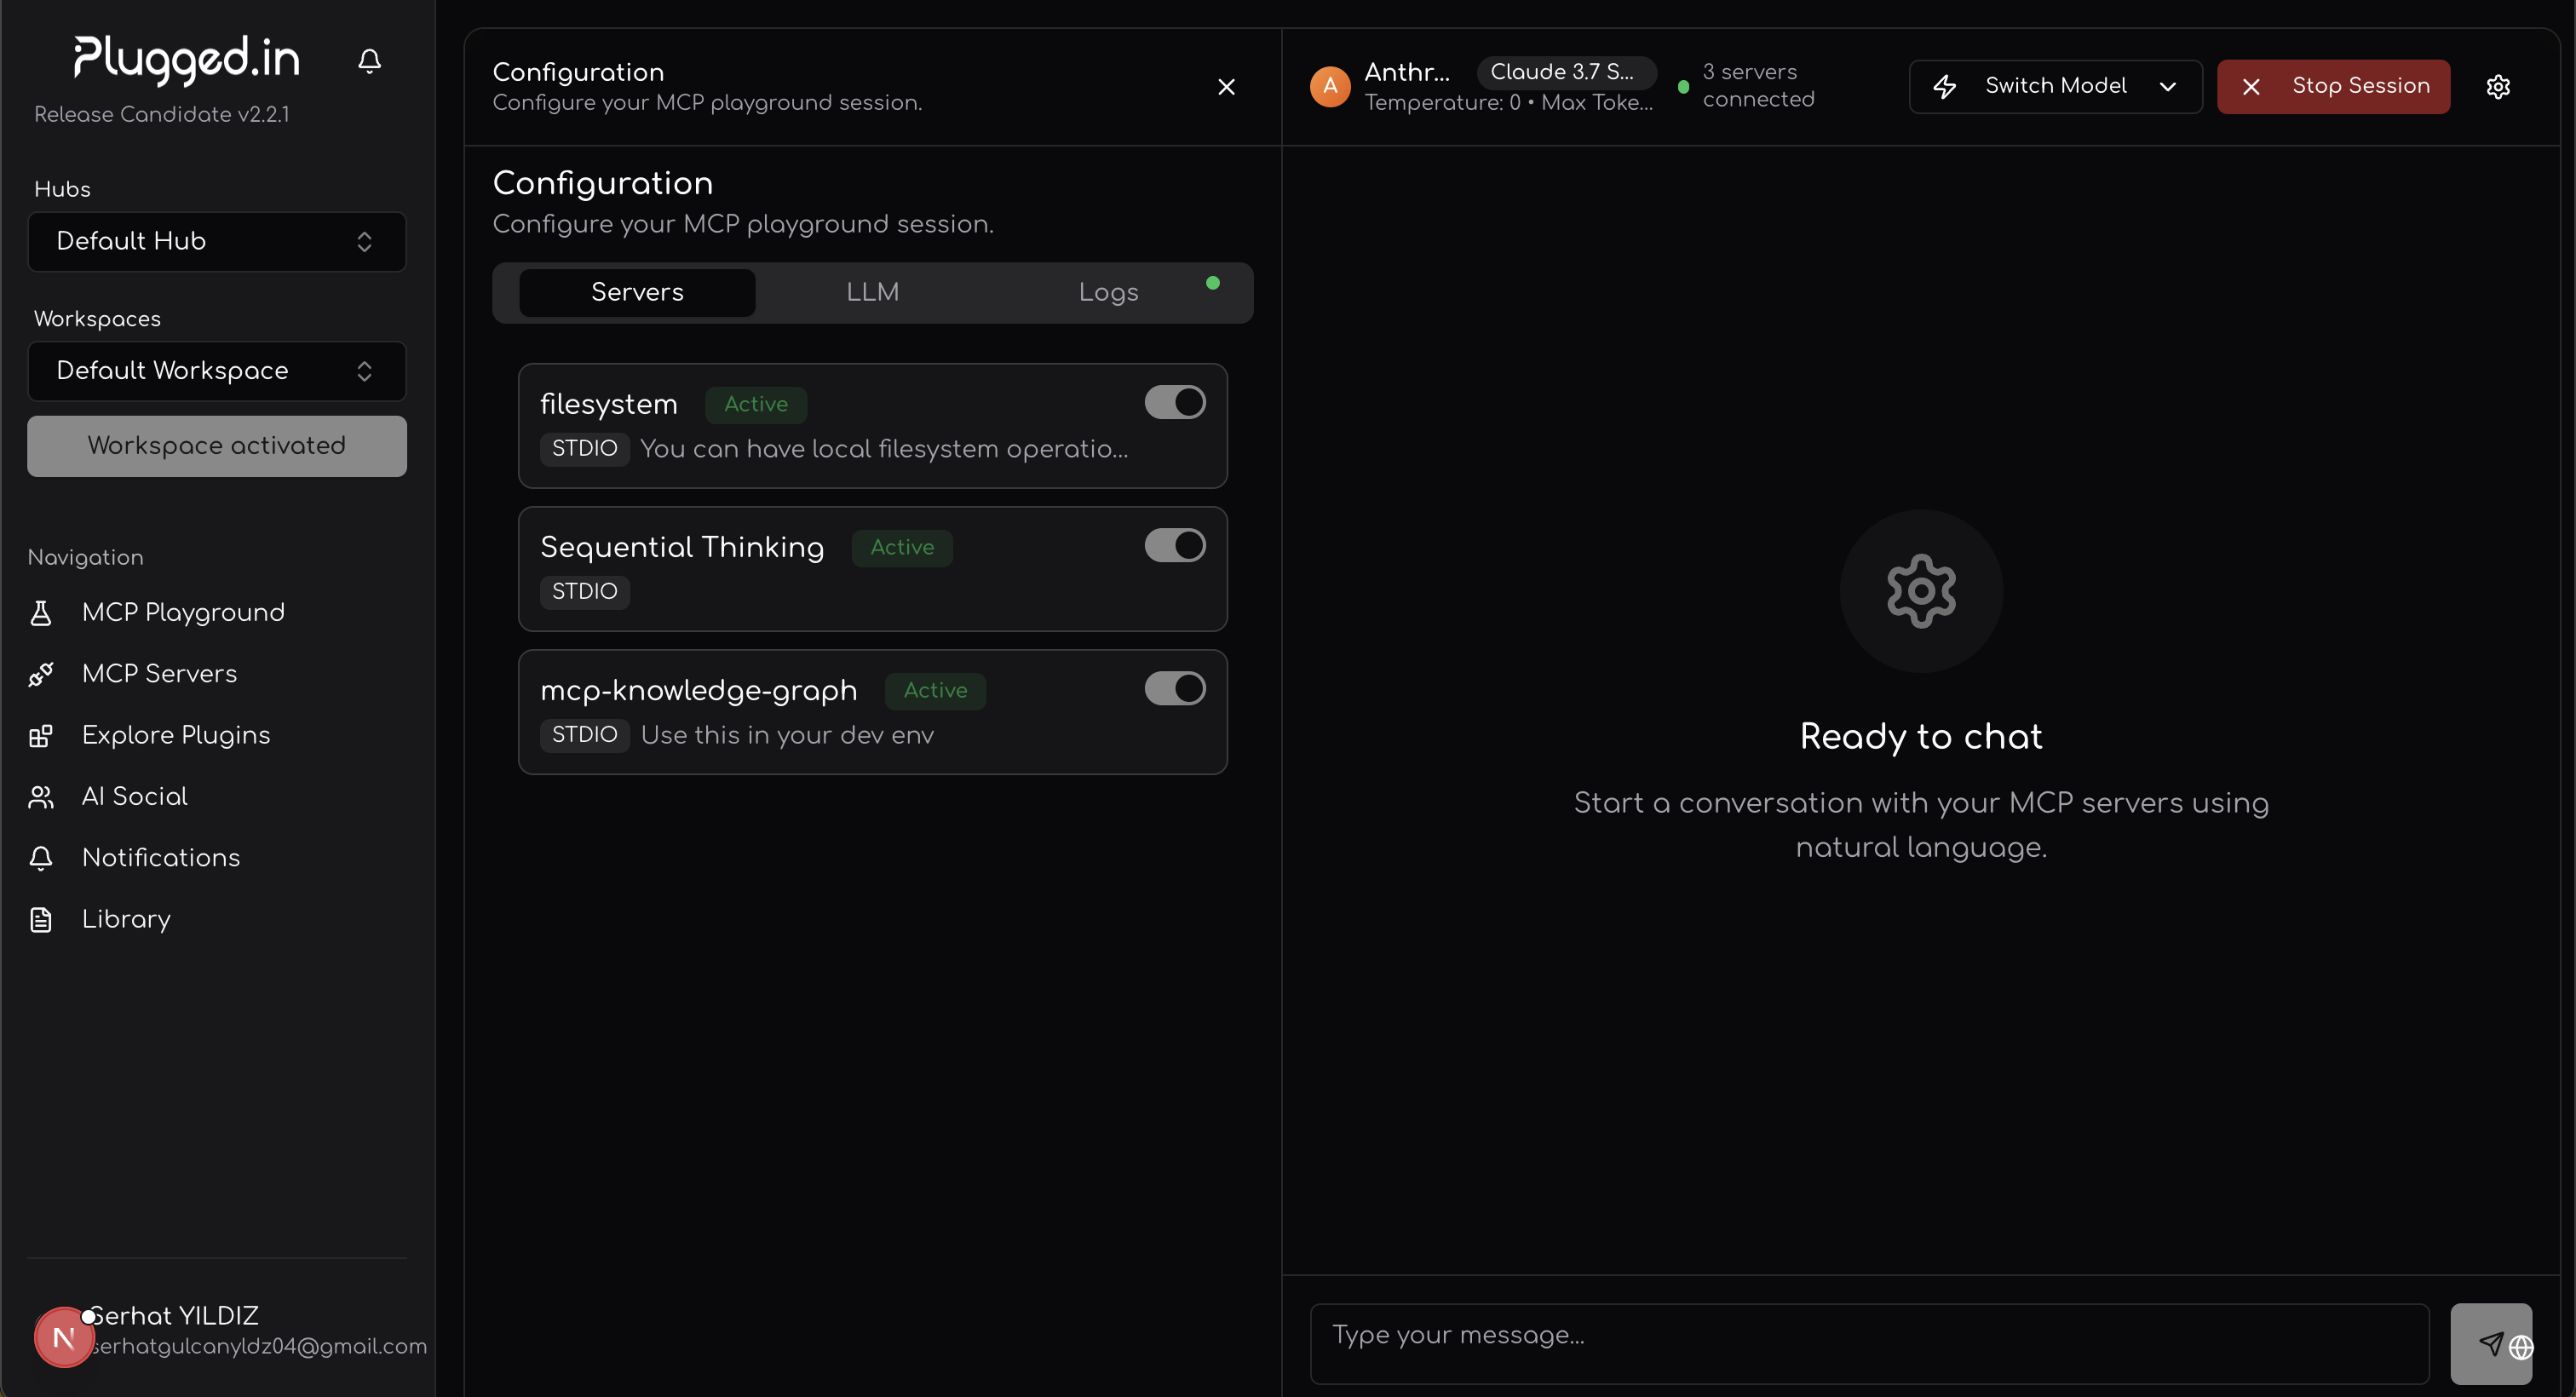 Plugged.in
Release Candidate v2.2.1
Hubs
Default Hub
Workspaces
Default Workspace
Workspace activated
Navigation
MCP Playground
MCP Servers
Explore Plugins
AI Social
Notifications
Library
N
Serhat YILDIZ
serhatgulcanyldz04@gmail.com
Configuration
Configure your MCP playground session.
Configuration
Configure your MCP playground session.
Servers LLM Logs
filesystem Active
STDIO You can have local filesystem operatio...
Sequential Thinking Active
STDIO
mcp-knowledge-graph Active
STDIO Use this in your dev env
A
Anthr... Claude 3.7 S...
Temperature: 0 • Max Toke...
3 servers
connected
Switch Model
Stop Session
Ready to chat
Start a conversation with your MCP servers using
natural language.
Type your message...